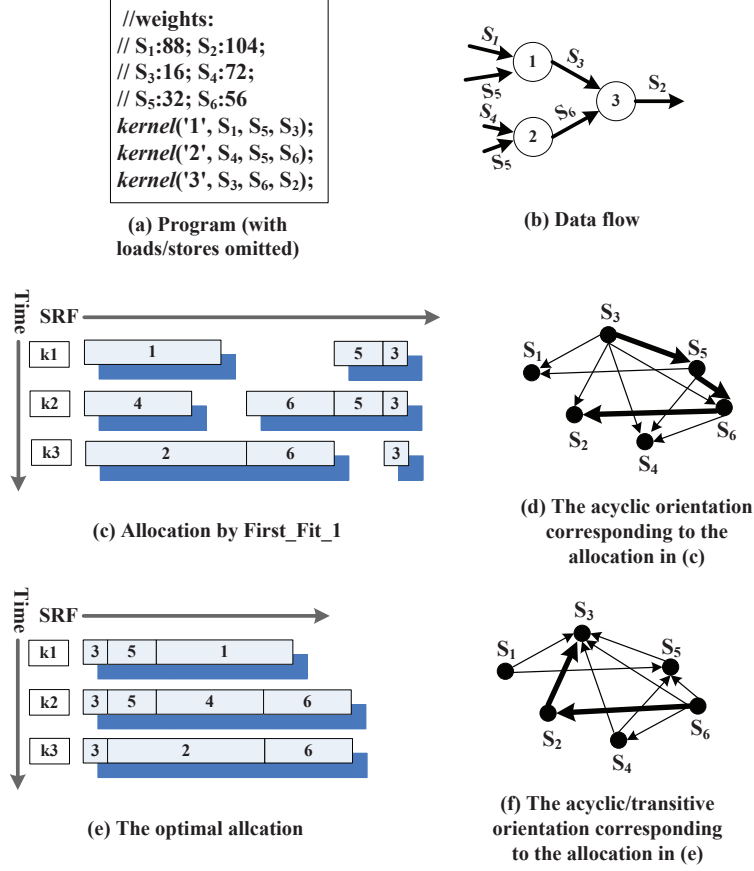 //weights:
// S1:88; S2:104;
// S3:16; S4:72;
// S5:32; S6:56
kernel('1', S1, S5, S3);
kernel('2', S4, S5, S6);
kernel('3', S3, S6, S2);
(a) Program (with
loads/stores omitted)
S1
S5
1
S3
S4
S5
2
S6
3
S2
(b) Data flow
Time
SRF
k1
1
5
3
k2
4
6
5
3
k3
2
6
3
(c) Allocation by First_Fit_1
S3
S1
S5
S2
S6
S4
(d) The acyclic orientation
corresponding to the
allocation in (c)
Time
SRF
k1
3
5
1
k2
3
5
4
6
k3
3
2
6
(e) The optimal allcation
S3
S1
S5
S2
S6
S4
(f) The acyclic/transitive
orientation corresponding
to the allocation in (e)